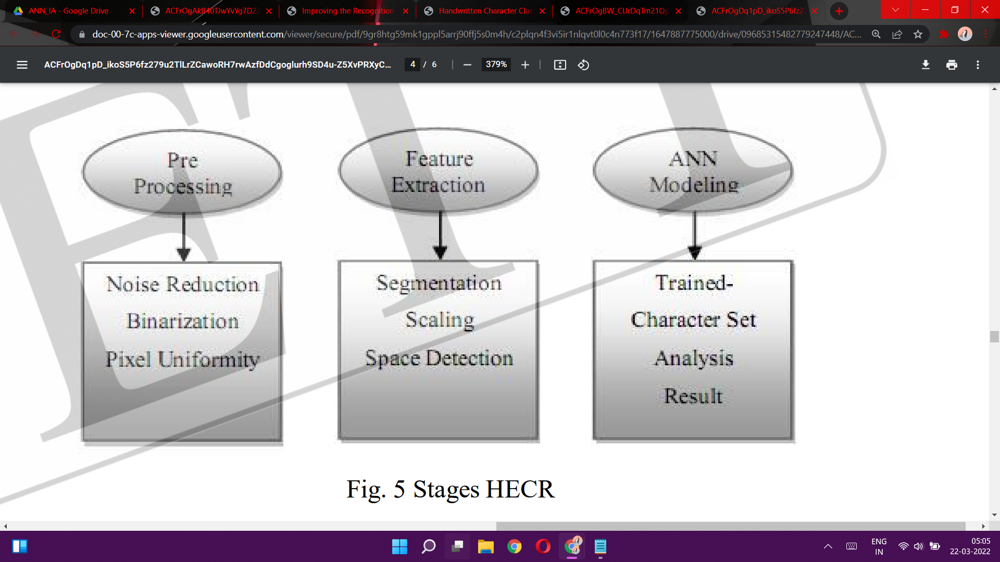 ANN_IA - Google Drive
ACFrOgAkB40TJwYvYg7D22
Improving the Recognition
Handwritten Character Clas
ACFrOgBW_CUrDqTm21Qy
ACFrOgDq1pD_ikoS5P6fz27
doc-00-7c-apps-viewer.googleusercontent.com/viewer/secure/pdf/9gr8htg59mk1gppl5arrj90ffj5s0m4h/c2plqn4f3vi5ir1nlqvt0l0c4n773f17/1647887775000/drive/09685315482779247448/AC...
ACFrOgDq1pD_ikoS5P6fz279u2TlLrZCawoRH7rwAzfDdCgoglurh9SD4u-Z5XvPRXyC...
4 / 6
379%
Pre
Processing
Feature
Extraction
ANN
Modeling
Noise Reduction
Binarization
Pixel Uniformity
Segmentation
Scaling
Space Detection
Trained-
Character Set
Analysis
Result
Fig. 5 Stages HECR
ENG
IN
05:05
22-03-2022